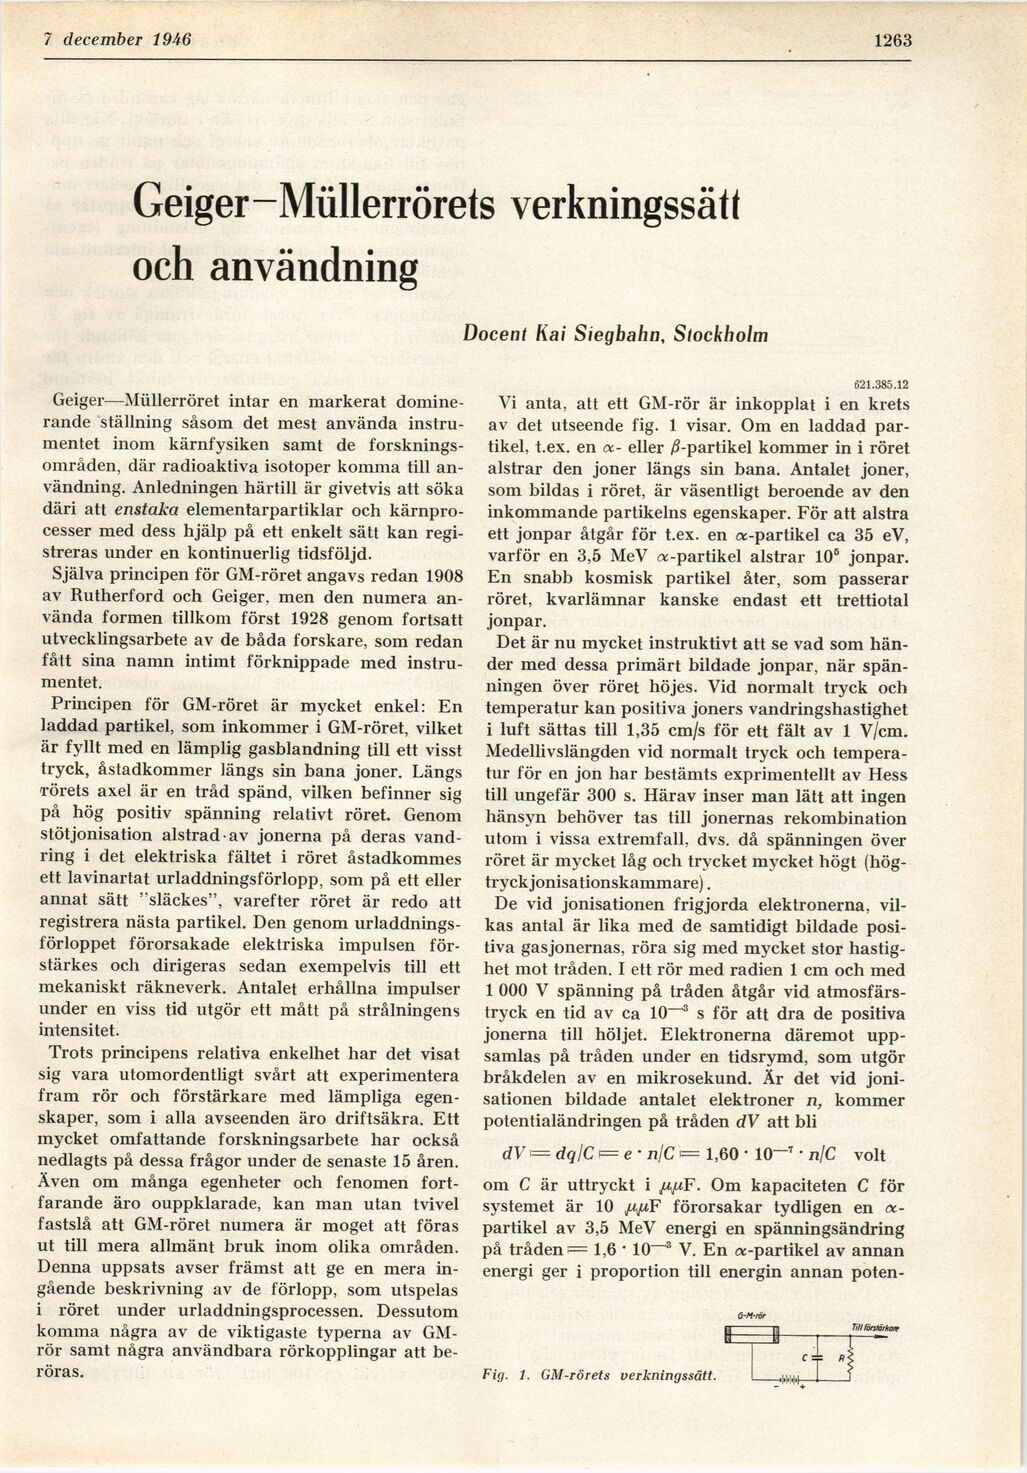 7 december 1946
1263
Geiger—Müllerrörets verkningssätt
och användning
Docent Kai Siegbahn, Stockholm
621.385.12
Geiger—Müllerröret intar en markerat domine-
rande ställning såsom det mest använda instru-
mentet inom kärnfysiken samt de forsknings-
områden, där radioaktiva isotoper komma till an-
vändning. Anledningen härtill är givetvis att söka
däri att enstaka elementarpartiklar och kärnpro-
cesser med dess hjälp på ett enkelt sätt kan regi-
streras under en kontinuerlig tidsföljd.
Själva principen för GM-röret angavs redan 1908
av Rutherford och Geiger, men den numera an-
vända formen tillkom först 1928 genom fortsatt
utvecklingsarbete av de båda forskare, som redan
fått sina namn intimt förknippade med instru-
mentet.
Principen för GM-röret är mycket enkel: En
laddad partikel, som inkommer i GM-röret, vilket
är fyllt med en lämplig gasblandning till ett visst
tryck, åstadkommer längs sin bana joner. Längs
rörets axel är en tråd spänd, vilken befinner sig
på hög positiv spänning relativt röret. Genom
stötjonisation alstrad av jonerna på deras vand-
ring i det elektriska fältet i röret åstadkommes
ett lavinartat urladdningsförlopp, som på ett eller
annat sätt ”släckes”, varefter röret är redo att
registrera nästa partikel. Den genom urladdnings-
förloppet förorsakade elektriska impulsen för-
stärkes och dirigeras sedan exempelvis till ett
mekaniskt räkneverk. Antalet erhållna impulser
under en viss tid utgör ett mått på strålningens
intensitet.
Trots principens relativa enkelhet har det visat
sig vara utomordentligt svårt att experimentera
fram rör och förstärkare med lämpliga egen-
skaper, som i alla avseenden äro driftsäkra. Ett
mycket omfattande forskningsarbete har också
nedlagts på dessa frågor under de senaste 15 åren.
Även om många egenheter och fenomen fort-
farande äro ouppklarade, kan man utan tvivel
fastslå att GM-röret numera är moget att föras
ut till mera allmänt bruk inom olika områden.
Denna uppsats avser främst att ge en mera in-
gående beskrivning av de förlopp, som utspelas
i röret under urladdningsprocessen. Dessutom
komma några av de viktigaste typerna av GM-
rör samt några användbara rörkopplingar att be-
röras.
Vi anta, att ett GM-rör är inkopplat i en krets
av det utseende fig. 1 visar. Om en laddad par-
tikel, t.ex. en α- eller β-partikel kommer in i röret
alstrar den joner längs sin bana. Antalet joner,
som bildas i röret, är väsentligt beroende av den
inkommande partikelns egenskaper. För att alstra
ett jonpar åtgår för t.ex. en α-partikel ca 35 eV,
varför en 3,5 MeV α-partikel alstrar 10⁵ jonpar.
En snabb kosmisk partikel åter, som passerar
röret, kvarlämnar kanske endast ett trettiotal
jonpar.
Det är nu mycket instruktivt att se vad som hän-
der med dessa primärt bildade jonpar, när spän-
ningen över röret höjes. Vid normalt tryck och
temperatur kan positiva joners vandringshastighet
i luft sättas till 1,35 cm/s för ett fält av 1 V/cm.
Medellivslängden vid normalt tryck och tempera-
tur för en jon har bestämts exprimentellt av Hess
till ungefär 300 s. Härav inser man lätt att ingen
hänsyn behöver tas till jonernas rekombination
utom i vissa extremfall, dvs. då spänningen över
röret är mycket låg och trycket mycket högt (hög-
tryckjonisationskammare).
De vid jonisationen frigjorda elektronerna, vil-
kas antal är lika med de samtidigt bildade posi-
tiva gasjonernas, röra sig med mycket stor hastig-
het mot tråden. I ett rör med radien 1 cm och med
1 000 V spänning på tråden åtgår vid atmosfärs-
tryck en tid av ca 10—³ s för att dra de positiva
jonerna till höljet. Elektronerna däremot upp-
samlas på tråden under en tidsrymd, som utgör
bråkdelen av en mikrosekund. Är det vid joni-
sationen bildade antalet elektroner n, kommer
potentialändringen på tråden dV att bli
dV = dq/C = e · n/C = 1,60 · 10—⁷ · n/C volt
om C är uttryckt i μμF. Om kapaciteten C för
systemet är 10 μμF förorsakar tydligen en α-
partikel av 3,5 MeV energi en spänningsändring
på tråden = 1,6 · 10—³ V. En α-partikel av annan
energi ger i proportion till energin annan poten-
G-M-rör
Till förstärkare
C
R
- +
Fig. 1. GM-rörets verkningssätt.